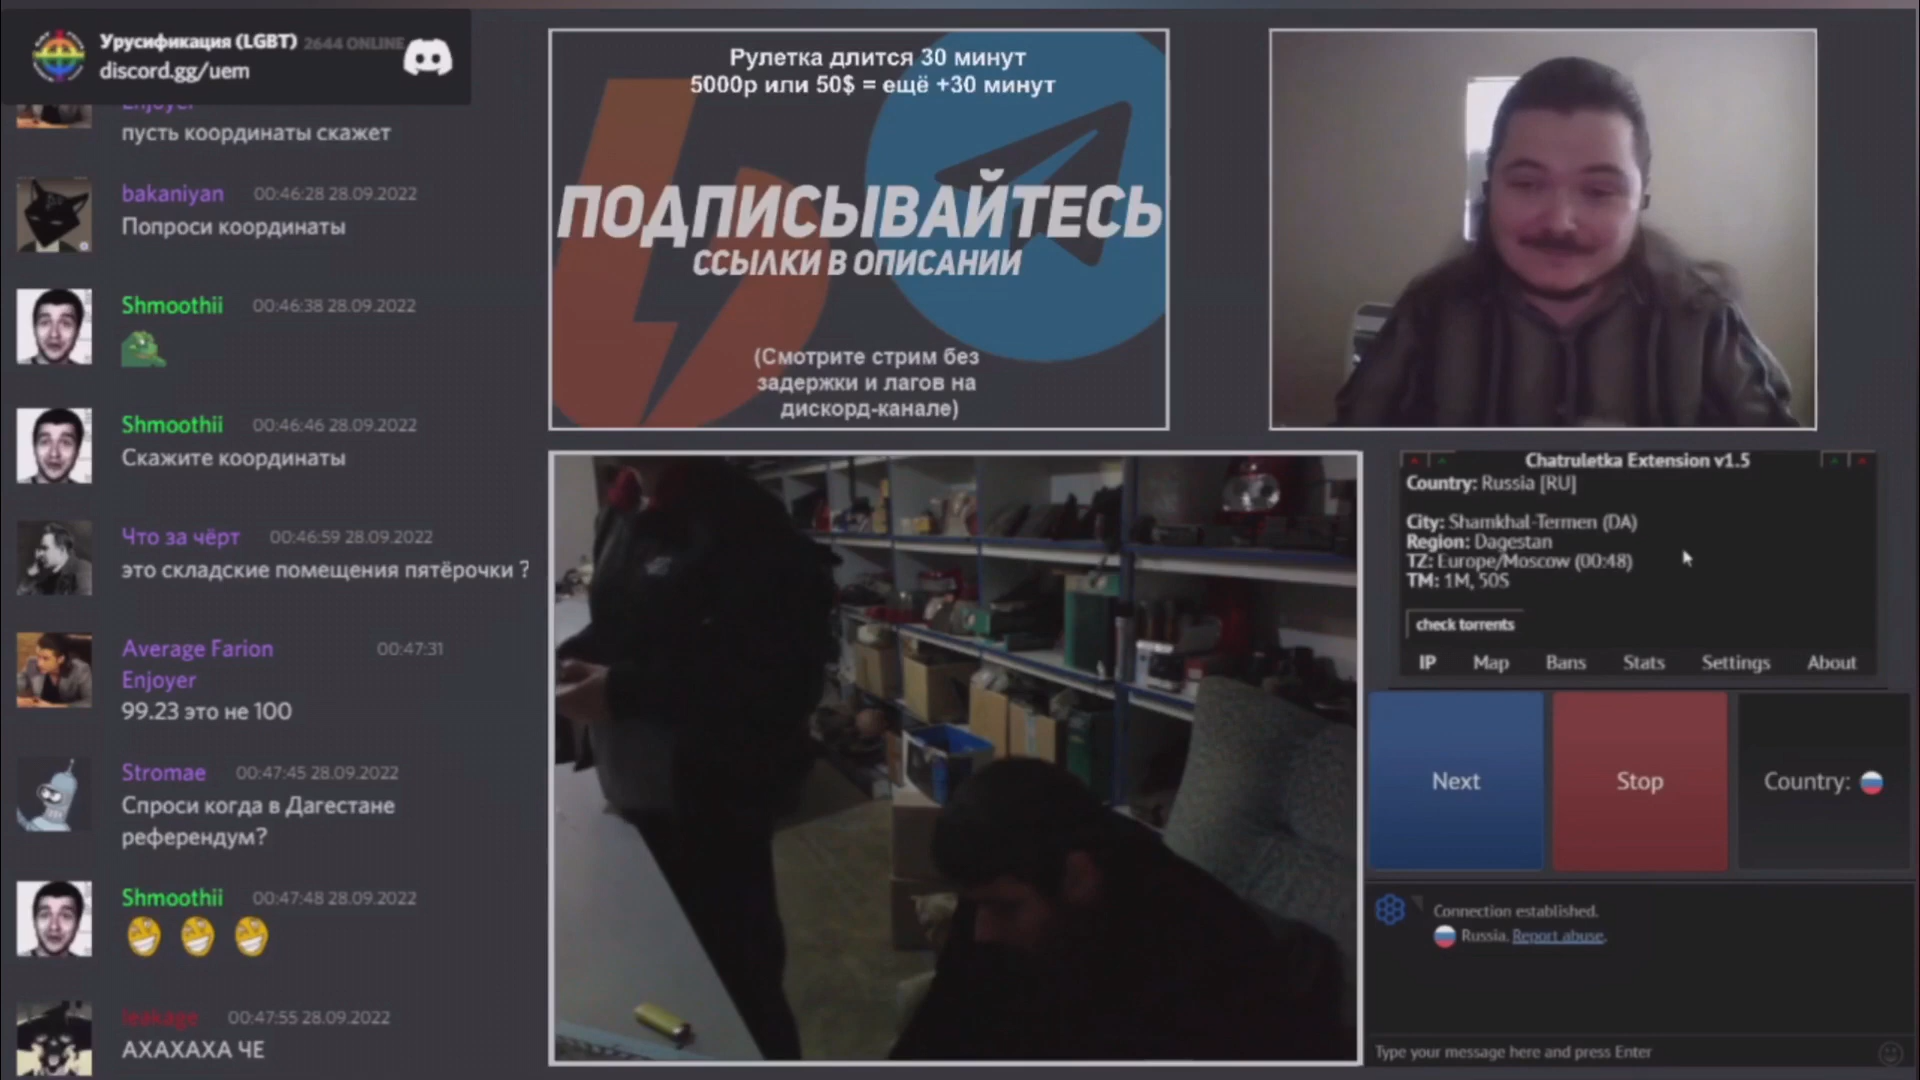 Урусификация (LGBT) 2644 ONLINE
discord.gg/uem
Enjoyer
пусть координаты скажет
bakaniyan 00:46:28 28.09.2022
Попроси координаты
Shmoothii 00:46:38 28.09.2022
Shmoothii 00:46:46 28.09.2022
Скажите координаты
Что за чёрт 00:46:59 28.09.2022
это складские помещения пятёрочки ?
Average Farion 00:47:31
Enjoyer
99.23 это не 100
Stromae 00:47:45 28.09.2022
Спроси когда в Дагестане
референдум?
Shmoothii 00:47:48 28.09.2022
leakage 00:47:55 28.09.2022
АХАХАХА ЧЕ
Рулетка длится 30 минут
5000р или 50$ = ещё +30 минут
ПОДПИСЫВАЙТЕСЬ
ССЫЛКИ В ОПИСАНИИ
(Смотрите стрим без
задержки и лагов на
дискорд-канале)
Chatruletka Extension v1.5
Country: Russia [RU]
City: Shamkhal-Termen (DA)
Region: Dagestan
TZ: Europe/Moscow (00:48)
TM: 1M, 50S
check torrents
IP Map Bans Stats Settings About
Next Stop Country:
Connection established.
Russia. Report abuse.
Type your message here and press Enter